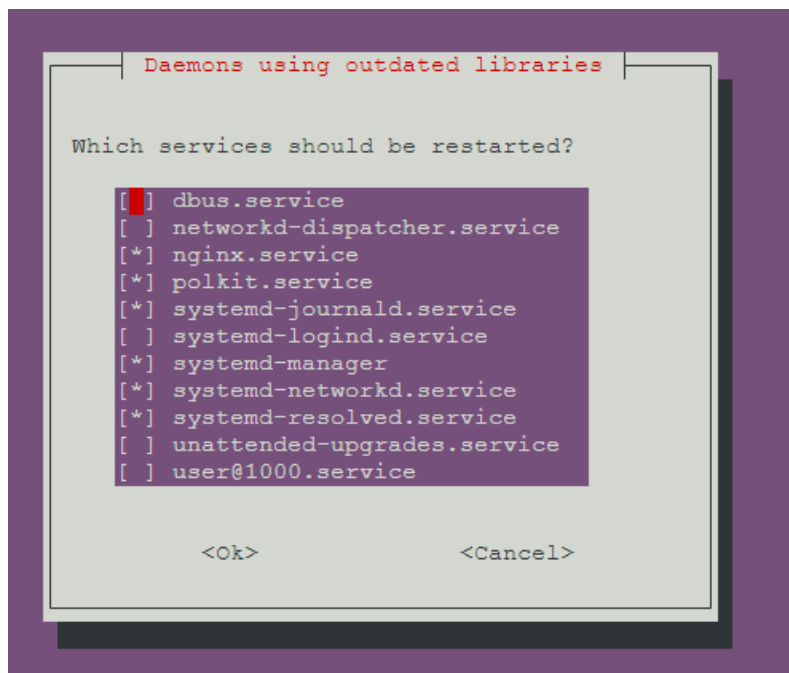 Daemons using outdated libraries
Which services should be restarted?
[ ] dbus.service
[ ] networkd-dispatcher.service
[*] nginx.service
[*] polkit.service
[*] systemd-journald.service
[ ] systemd-logind.service
[*] systemd-manager
[*] systemd-networkd.service
[*] systemd-resolved.service
[ ] unattended-upgrades.service
[ ] user@1000.service
<Ok> <Cancel>